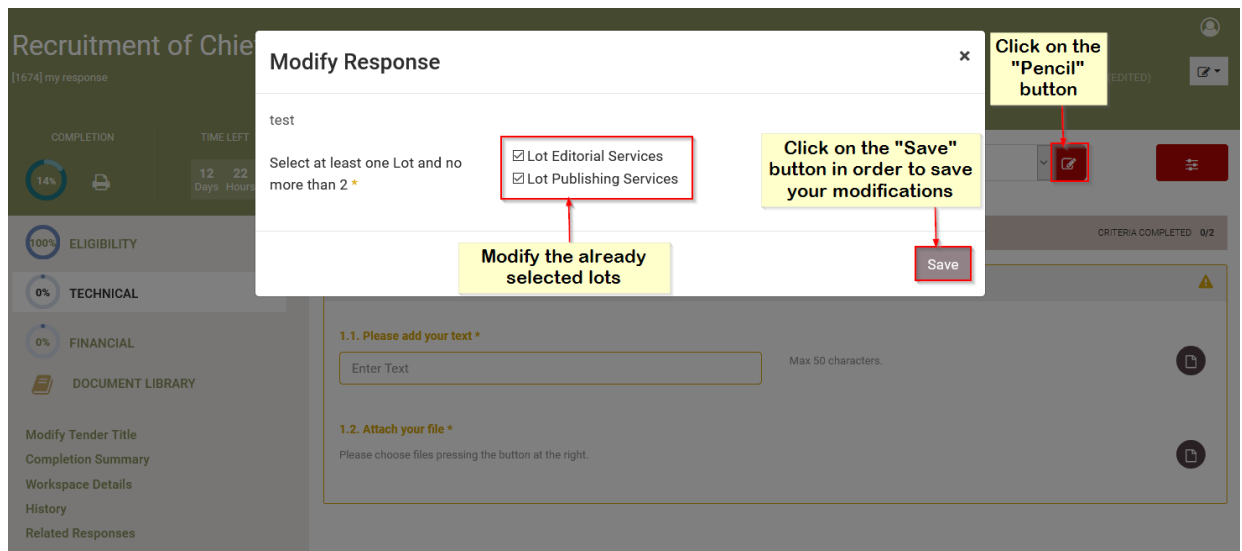 Recruitment of Chie
[1674] my response
(EDITED)
COMPLETION
TIME LEFT
14%
12 22
Days Hours
Modify Response
×
test
Select at least one Lot and no
more than 2 *
Lot Editorial Services
Lot Publishing Services
Save
Click on the
"Pencil"
button
Click on the "Save"
button in order to save
your modifications
Modify the already
selected lots
100% ELIGIBILITY
0% TECHNICAL
0% FINANCIAL
DOCUMENT LIBRARY
Modify Tender Title
Completion Summary
Workspace Details
History
Related Responses
CRITERIA COMPLETED 0/2
1.1. Please add your text *
Enter Text
Max 50 characters.
1.2. Attach your file *
Please choose files pressing the button at the right.